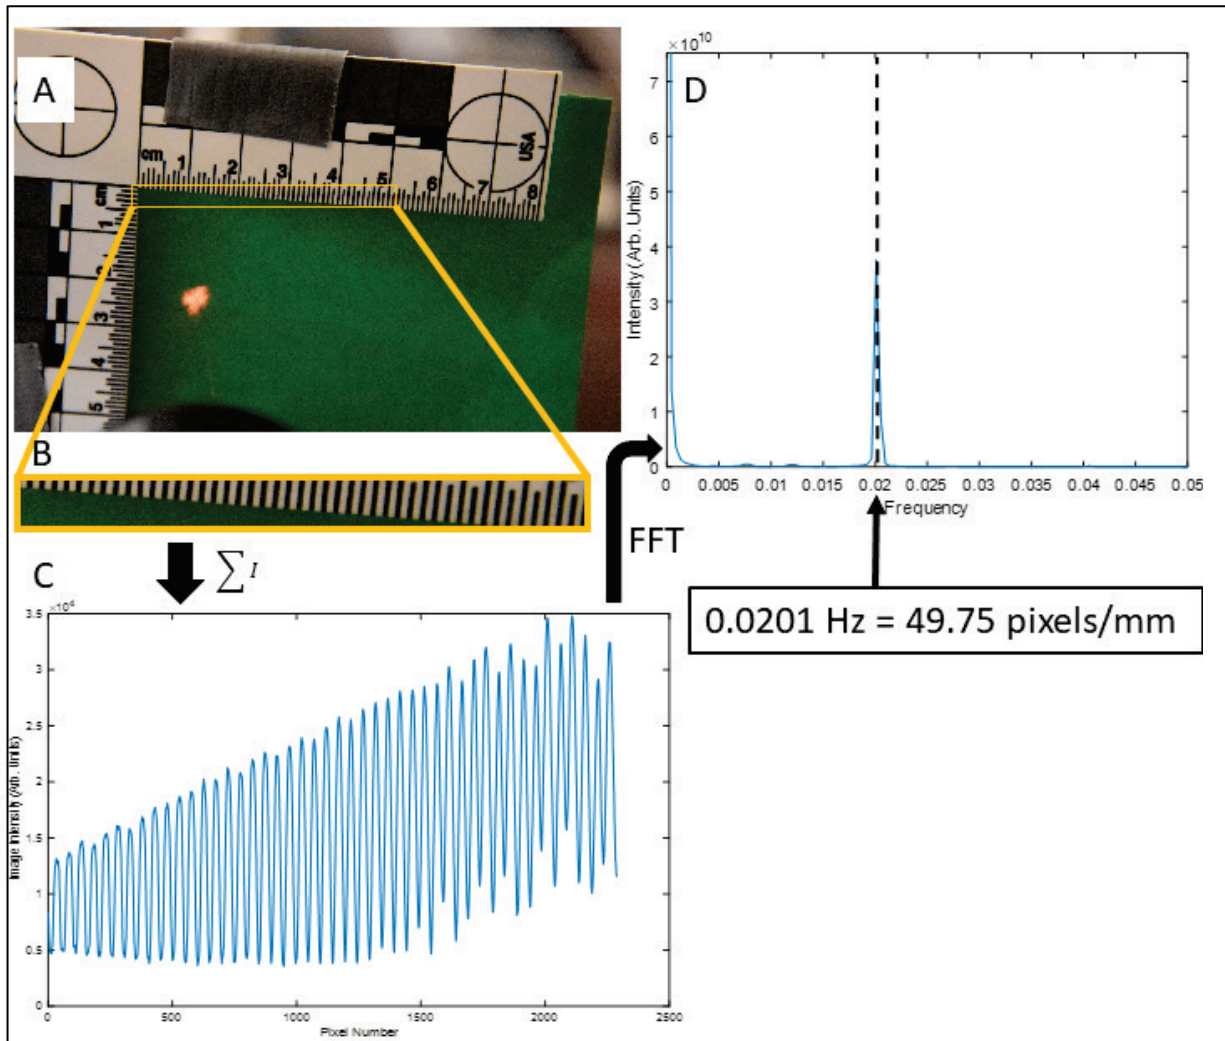 A
cm 1 2 3 4 5 6 7 8
USA
cm
1
2
3
4
5
B
∑I
C
×10⁶
3.5
3
2.5
2
1.5
1
0.5
0
0 500 1000 1500 2000 2500
Pixel Number
Image Intensity (Arb. Units)
FFT
D
×10¹⁰
7
6
5
4
3
2
1
0
0 0.005 0.01 0.015 0.02 0.025 0.03 0.035 0.04 0.045 0.05
Frequency
Intensity (Arb. Units)
0.0201 Hz = 49.75 pixels/mm